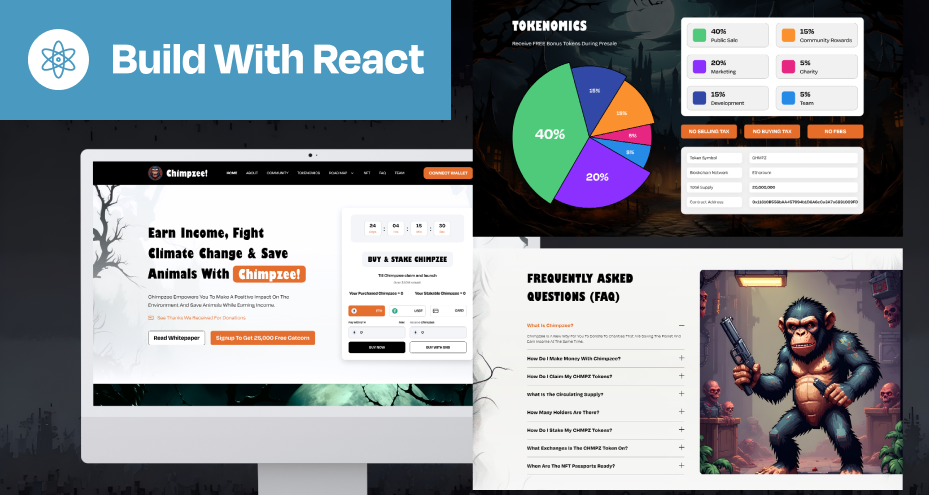 Build With React
Chimpzee!
HOME
ABOUT
COMMUNITY
TOKENOMICS
ROADMAP
NFT
FAQ
TEAM
CONNECT WALLET
Earn Income, Fight
Climate Change & Save
Animals With Chimpzee!
Chimpzee Empowers You To Make A Positive Impact On The
Environment And Save Animals While Earning Income.
See Thanks We Received For Donations
Read Whitepaper
Signup To Get 25,000 Free Gatcoins
24 : 04 : 15 : 30
BUY & STAKE CHIMPZEE
Till Chimpzee claim and launch
Your Purchased Chimpzee = 0
Your Stakable Chimpzee = 0
ETH
USDT
CARD
0
0
BUY NOW
BUY WITH BNB
TOKENOMICS
Receive FREE Bonus Tokens During Presale
40%
15%
15%
5%
5%
20%
40%
Public Sale
15%
Community Rewards
20%
Marketing
5%
Charity
15%
Development
5%
Team
NO SELLING TAX
NO BUYING TAX
NO FEES
Token Symbol
CHMPZ
Blockchain Network
Ethereum
Total Supply
20,000,000
Contract Address
FREQUENTLY ASKED
QUESTIONS (FAQ)
What Is Chimpzee?
Chimpzee Is A New Way For You To Donate To Charities That Are Saving The Planet And
Earn Income At The Same Time.
How Do I Make Money With Chimpzee?
How Do I Claim My CHMPZ Tokens?
What Is The Circulating Supply?
How Many Holders Are There?
How Do I Stake My CHMPZ Tokens?
What Exchanges Is The CHMPZ Token On?
When Are The NFT Passports Ready?